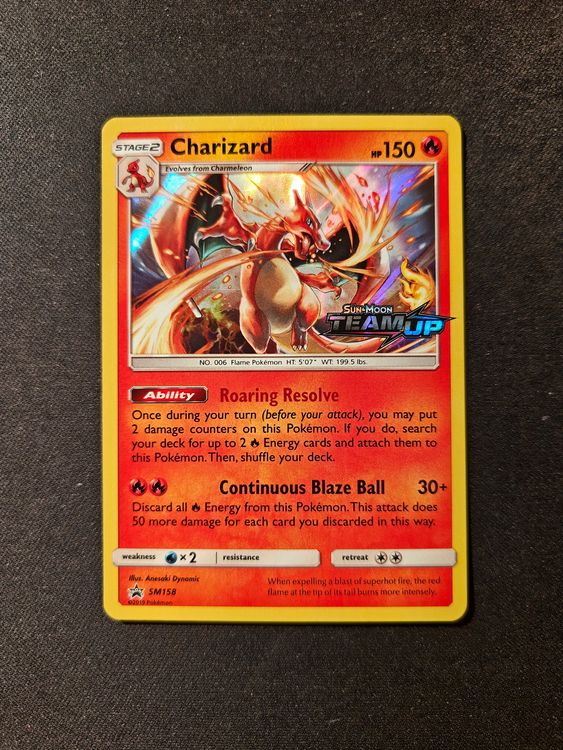 STAGE2 Charizard HP150
Evolves from Charmeleon
SUN & MOON
TEAM UP
NO. 006 Flame Pokémon HT: 5'07" WT: 199.5 lbs.
Ability Roaring Resolve
Once during your turn (before your attack), you may put
2 damage counters on this Pokémon. If you do, search
your deck for up to 2 Energy cards and attach them to
this Pokémon. Then, shuffle your deck.
Continuous Blaze Ball 30+
Discard all Energy from this Pokémon. This attack does
50 more damage for each card you discarded in this way.
weakness ×2 resistance retreat
Illus. Anesaki Dynamic
SM158
©2019 Pokémon
When expelling a blast of superhot fire, the red
flame at the tip of its tail burns more intensely.